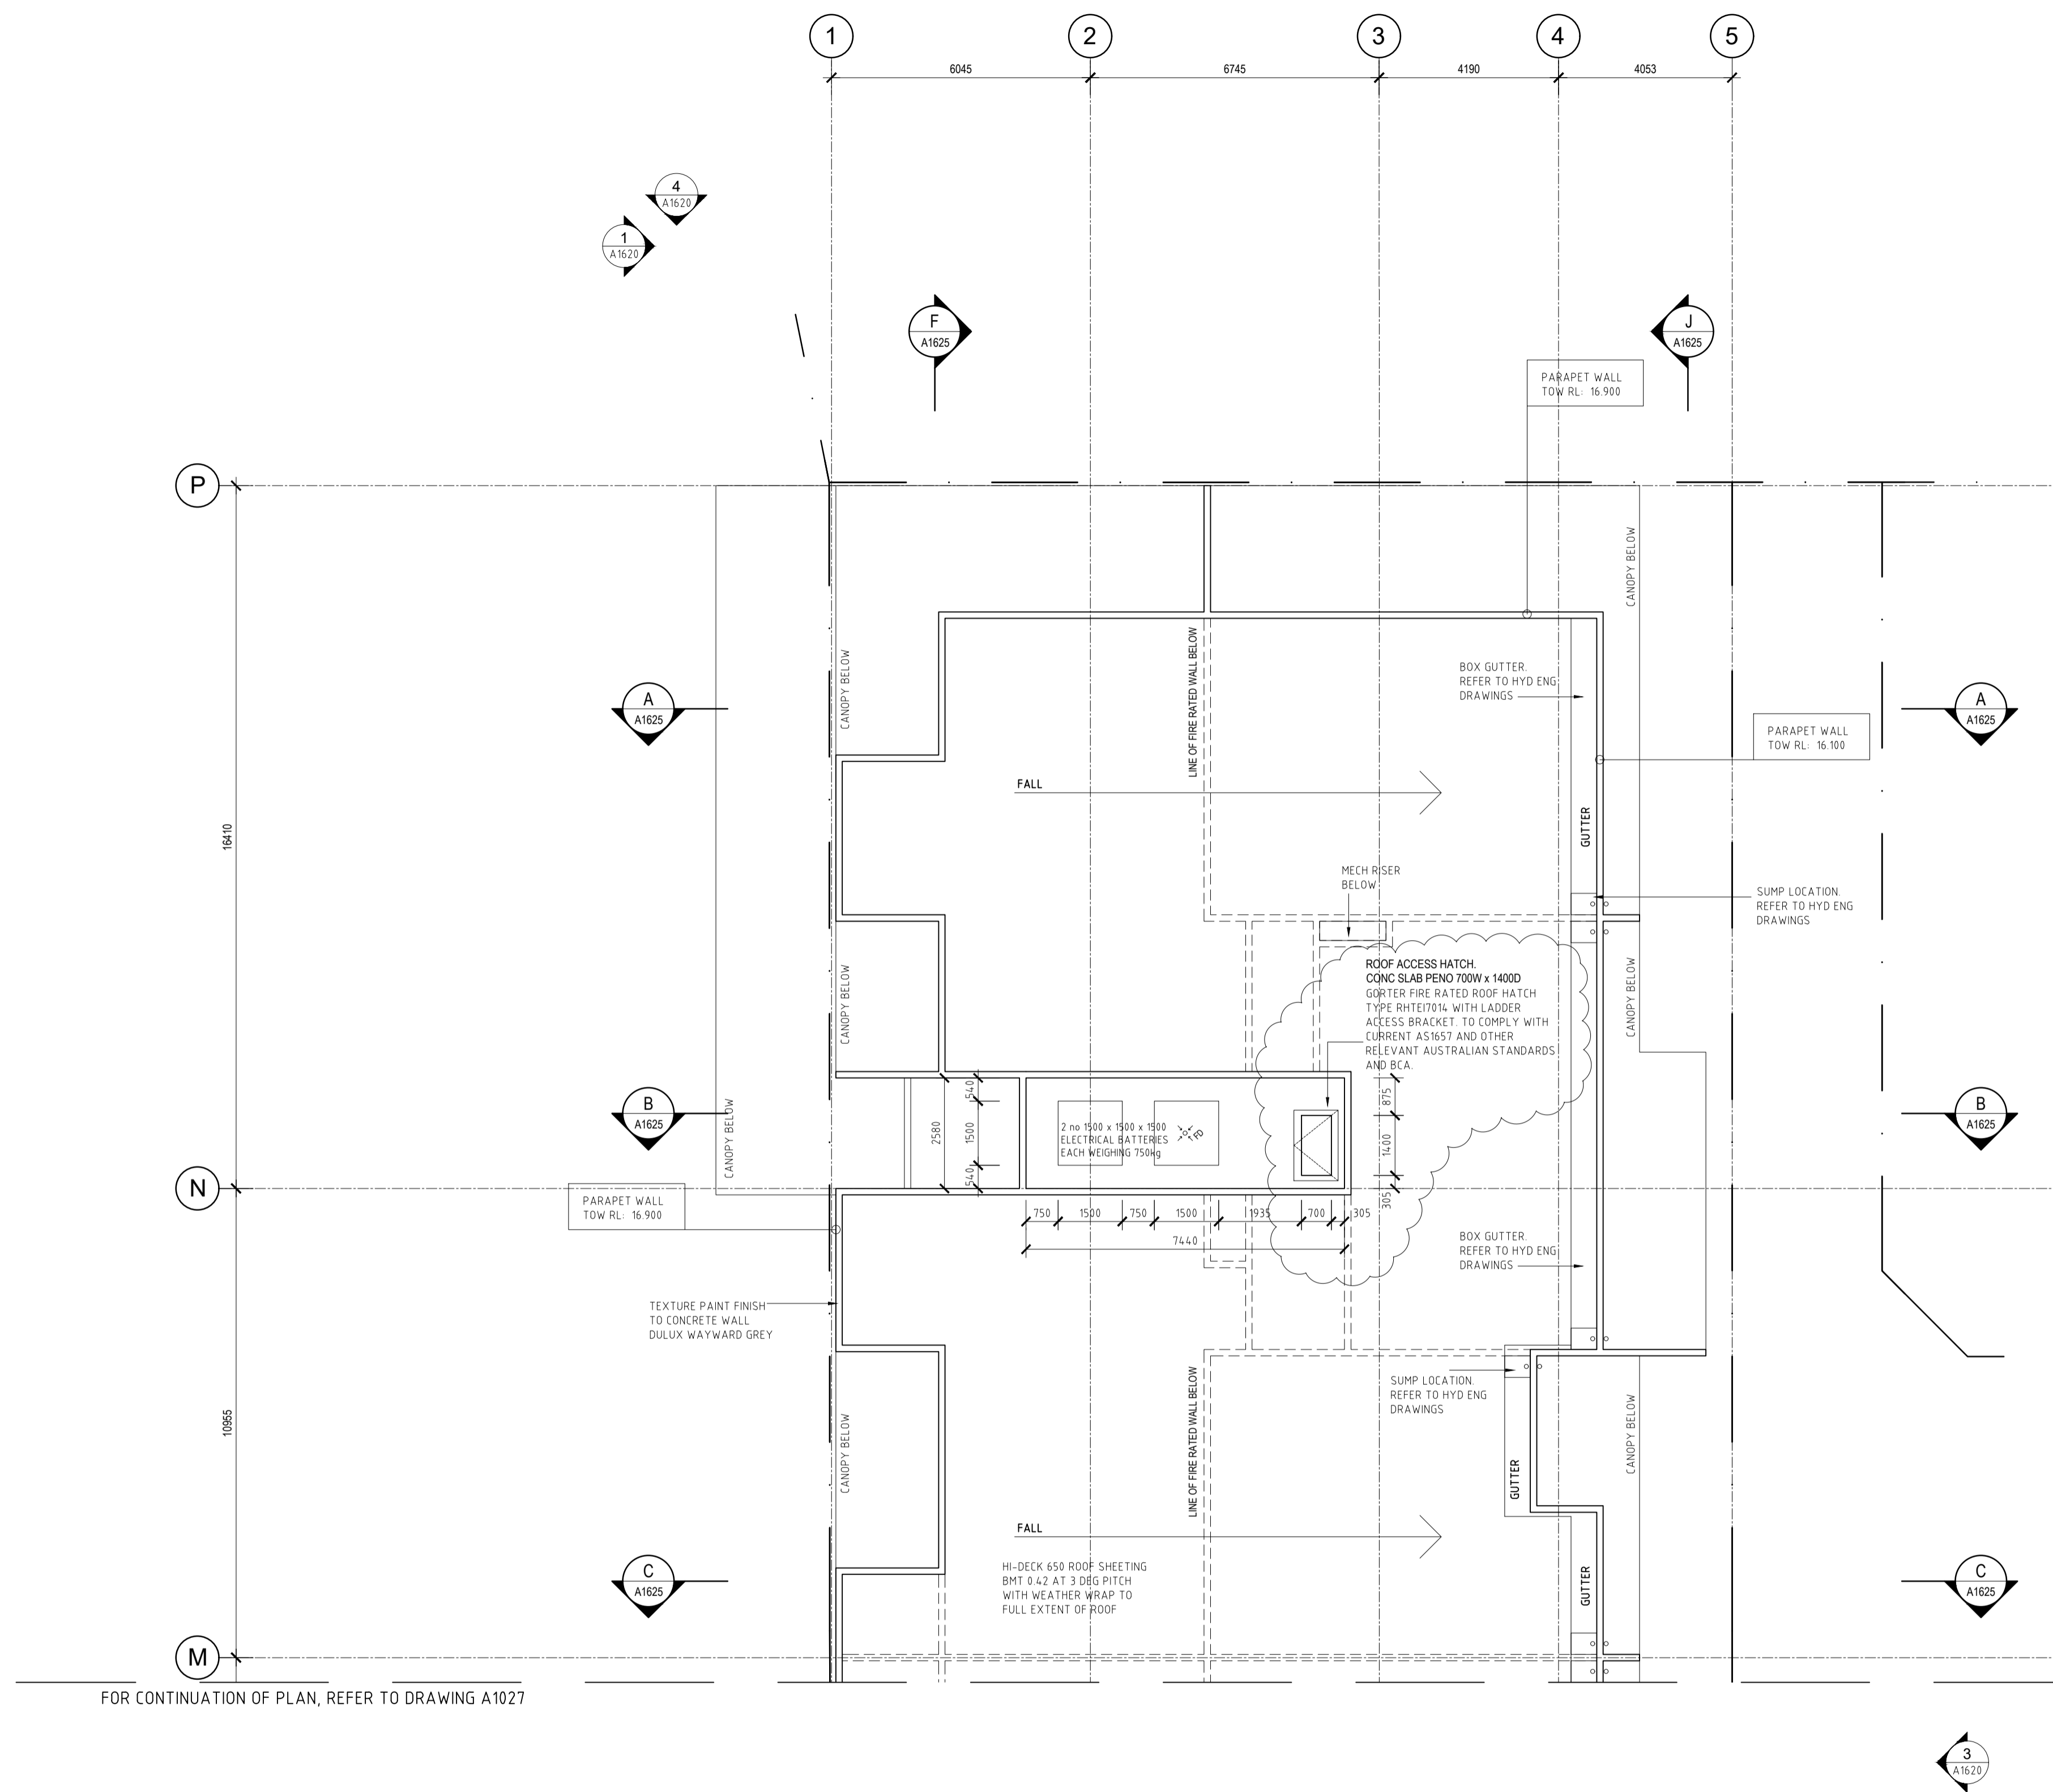 1
2
3
4
5
6045
6745
4190
4053
4
A1620
1
A1620
F
A1625
J
A1625
PARAPET WALL
TOW RL: 16.900
P
CANOPY BELOW
LINE OF FIRE RATED WALL BELOW
CANOPY BELOW
BOX GUTTER.
REFER TO HYD ENG
DRAWINGS
A
A1625
A
A1625
PARAPET WALL
TOW RL: 16.100
FALL
GUTTER
16410
MECH RISER
BELOW
SUMP LOCATION.
REFER TO HYD ENG
DRAWINGS
ROOF ACCESS HATCH.
CONC SLAB PENO 700W x 1400D
GORTER FIRE RATED ROOF HATCH
TYPE RHTEI7014 WITH LADDER
ACCESS BRACKET. TO COMPLY WITH
CURRENT AS1657 AND OTHER
RELEVANT AUSTRALIAN STANDARDS
AND BCA.
CANOPY BELOW
CANOPY BELOW
B
A1625
B
A1625
CANOPY BELOW
2580
540
1500
540
2 no 1500 x 1500 x 1500
ELECTRICAL BATTERIES
EACH WEIGHING 750kg
FD
875
1400
305
N
PARAPET WALL
TOW RL: 16.900
750
1500
750
1500
1935
700
305
7440
BOX GUTTER.
REFER TO HYD ENG
DRAWINGS
TEXTURE PAINT FINISH
TO CONCRETE WALL
DULUX WAYWARD GREY
SUMP LOCATION.
REFER TO HYD ENG
DRAWINGS
10955
CANOPY BELOW
LINE OF FIRE RATED WALL BELOW
CANOPY BELOW
GUTTER
FALL
HI-DECK 650 ROOF SHEETING
BMT 0.42 AT 3 DEG PITCH
WITH WEATHER WRAP TO
FULL EXTENT OF ROOF
C
A1625
GUTTER
C
A1625
M
FOR CONTINUATION OF PLAN, REFER TO DRAWING A1027
3
A1620